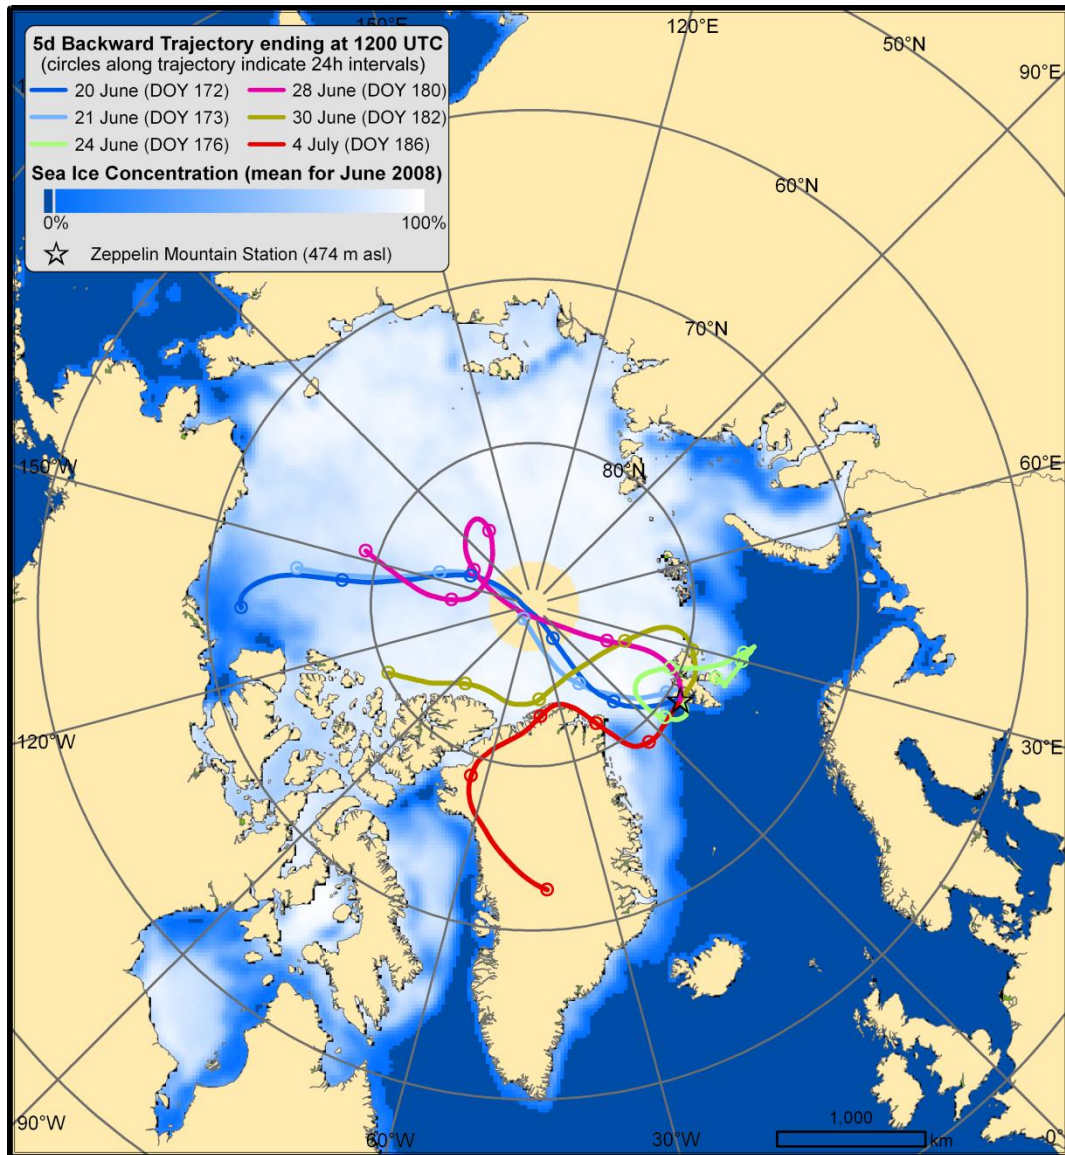 150°E
120°E
50°N
90°E
5d Backward Trajectory ending at 1200 UTC
(circles along trajectory indicate 24h intervals)
20 June (DOY 172) 28 June (DOY 180)
21 June (DOY 173) 30 June (DOY 182)
24 June (DOY 176) 4 July (DOY 186)
Sea Ice Concentration (mean for June 2008)
0% 100%
Zeppelin Mountain Station (474 m asl)
60°N
70°N
80°N
60°E
150°W
120°W
30°E
90°W
60°W
30°W
0°
1,000
km